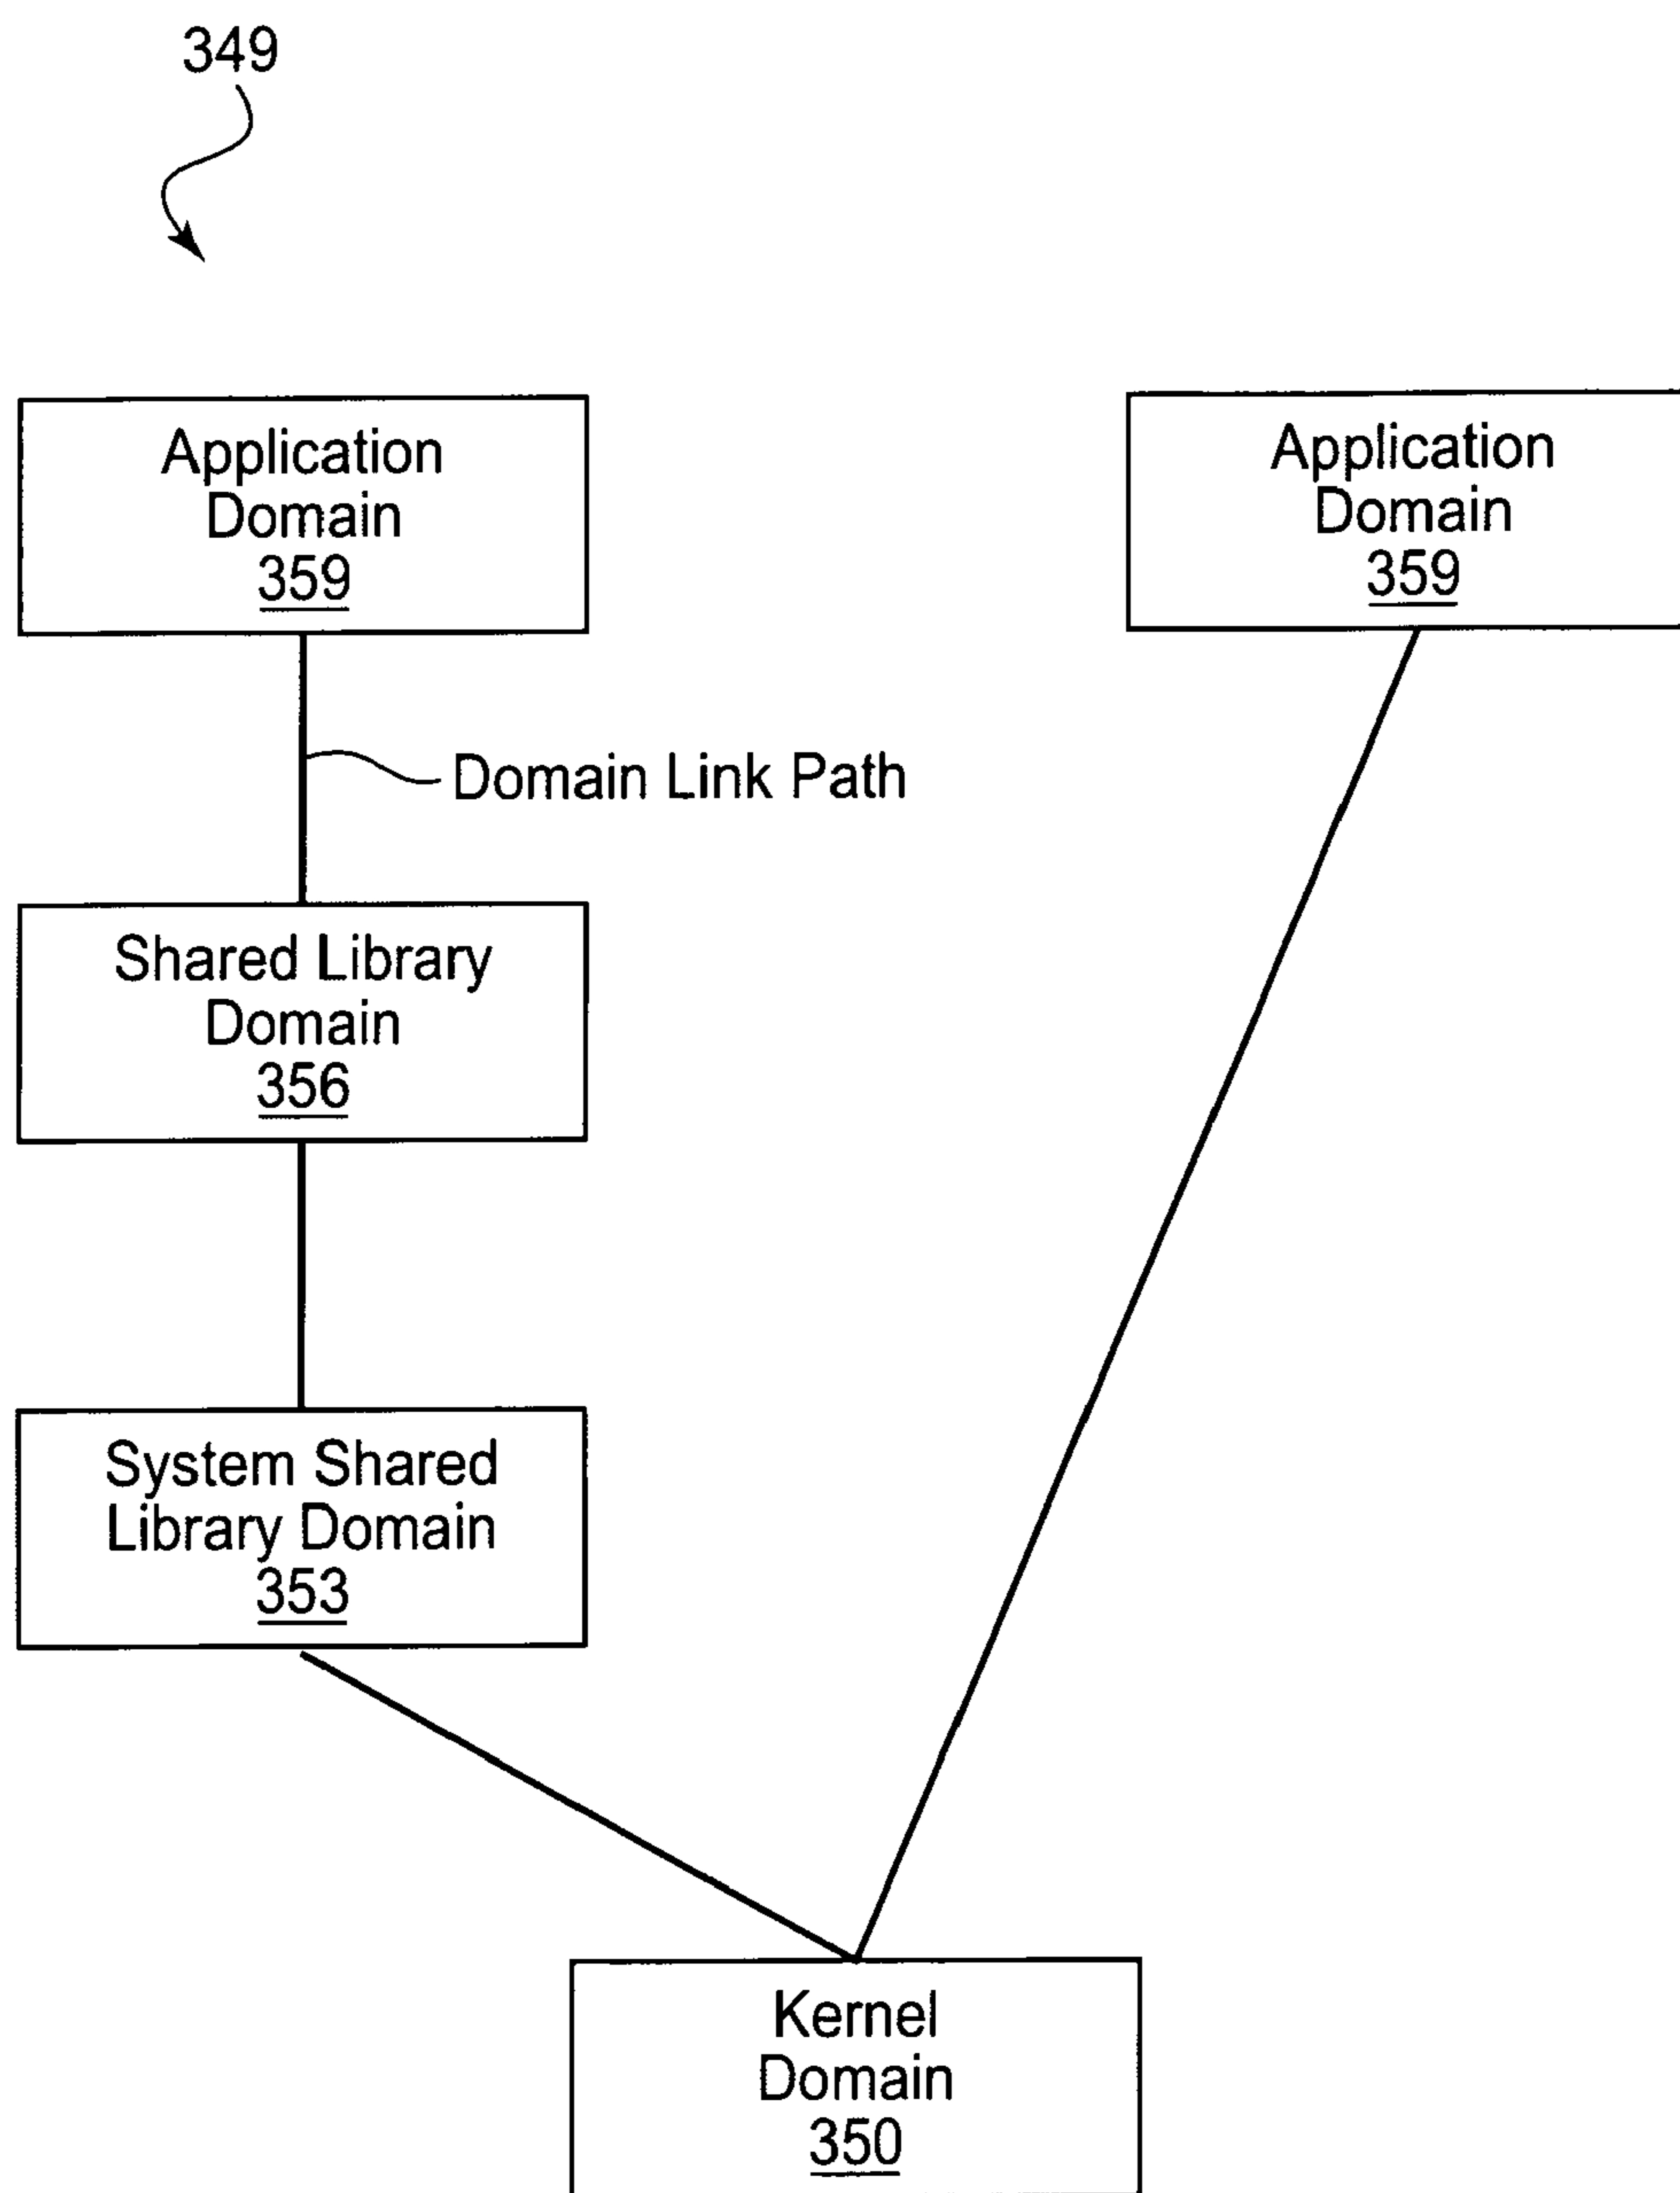 349
Application
Domain
359
Application
Domain
359
Domain Link Path
Shared Library
Domain
356
System Shared
Library Domain
353
Kernel
Domain
350